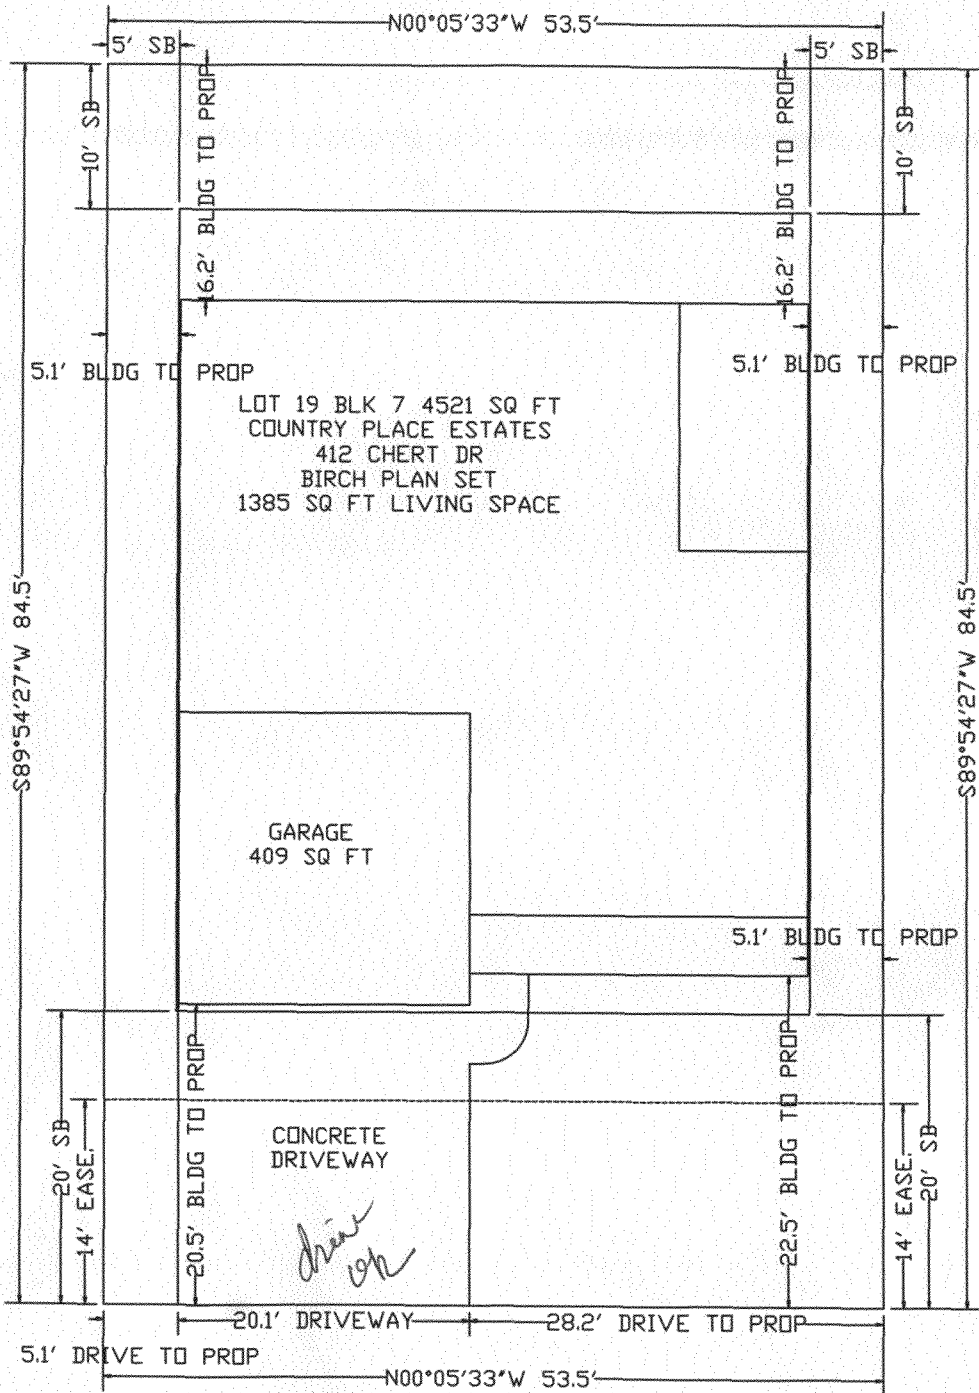 N00°05'33"W 53.5'
5' SB
5' SB
10' SB
16.2' BLDG TO PROP
16.2' BLDG TO PROP
10' SB
5.1' BLDG TO PROP
5.1' BLDG TO PROP
LOT 19 BLK 7 4521 SQ FT
COUNTRY PLACE ESTATES
412 CHERT DR
BIRCH PLAN SET
1385 SQ FT LIVING SPACE
S89°54'27"W 84.5'
S89°54'27"W 84.5'
GARAGE
409 SQ FT
5.1' BLDG TO PROP
20' SB
14' EASE.
20.5' BLDG TO PROP
CONCRETE
DRIVEWAY
22.5' BLDG TO PROP
14' EASE.
20' SB
drive
ok
20.1' DRIVEWAY
28.2' DRIVE TO PROP
5.1' DRIVE TO PROP
N00°05'33"W 53.5'